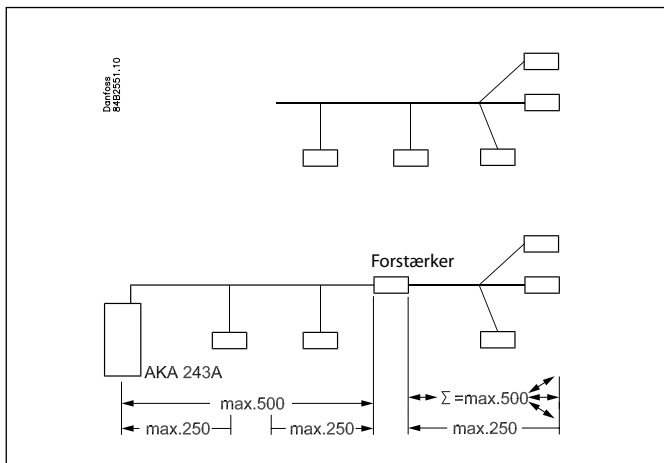 Danfoss
84B2551.10
Forstærker
AKA 243A
max.500
Σ =max.500
max.250
max.250
max.250